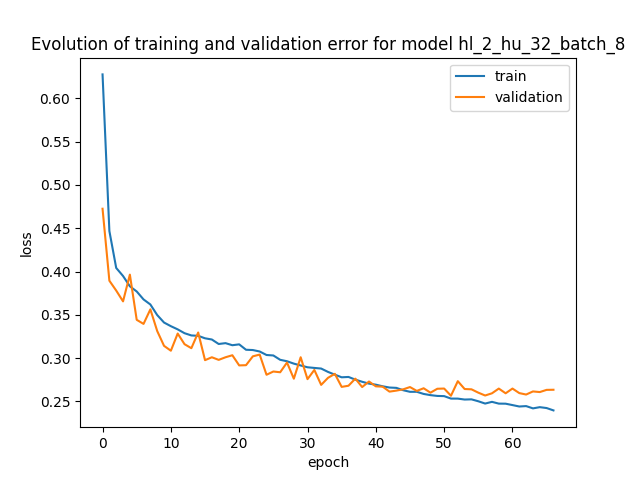 Evolution of training and validation error for model hl_2_hu_32_batch_8
train
validation
0.60
0.55
0.50
0.45
0.40
0.35
0.30
0.25
loss
0 10 20 30 40 50 60
epoch